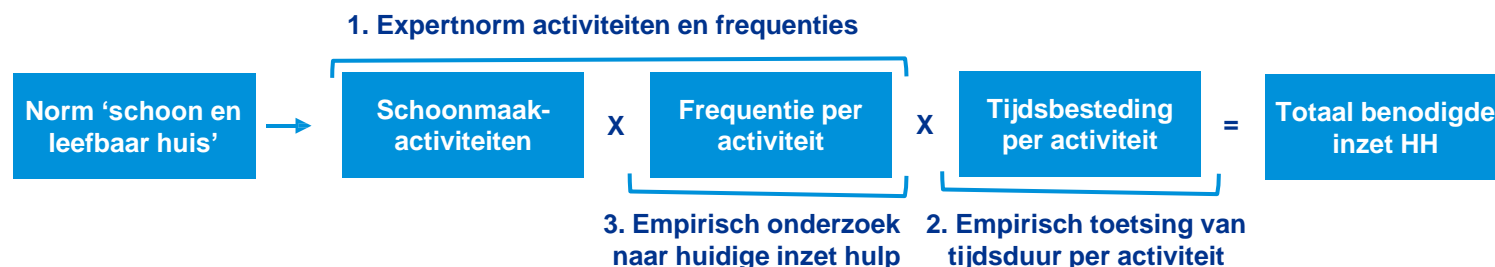 1. Expertnorm activiteiten en frequenties
Norm ‘schoon en
leefbaar huis’
Schoonmaak-
activiteiten
X
Frequentie per
activiteit
X
Tijdsbesteding
per activiteit
=
Totaal benodigde
inzet HH
3. Empirisch onderzoek
naar huidige inzet hulp
2. Empirisch toetsing van
tijdsduur per activiteit